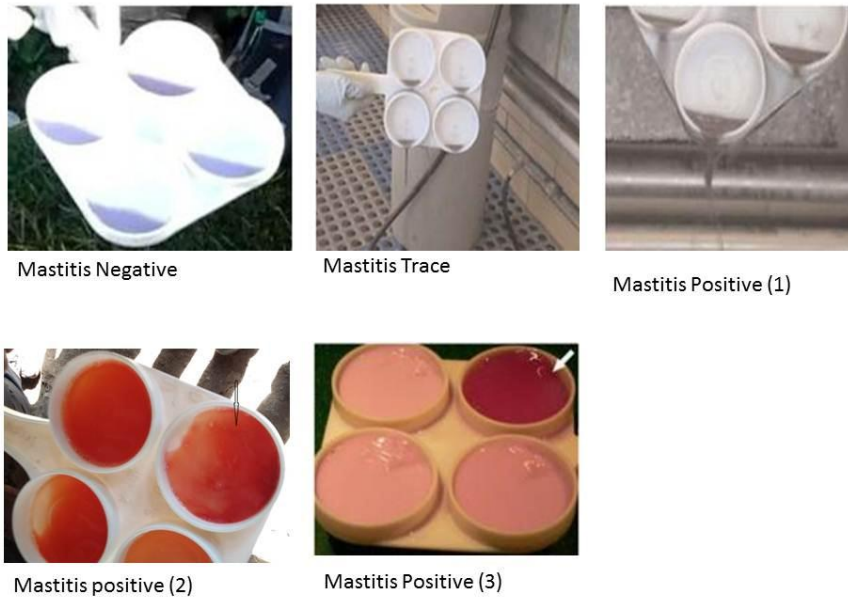 Mastitis Negative
Mastitis Trace
Mastitis Positive (1)
Mastitis positive (2)
Mastitis Positive (3)